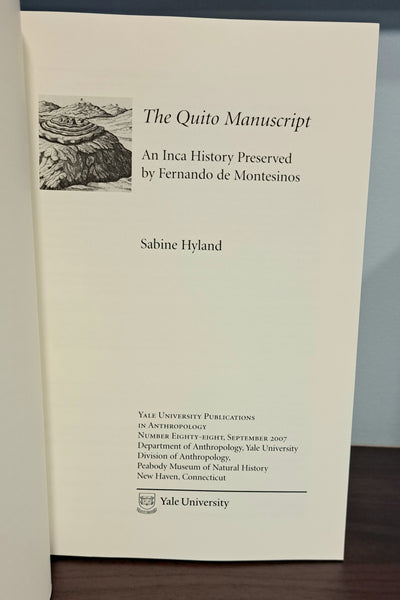 The Quito Manuscript
An Inca History Preserved
by Fernando de Montesinos
Sabine Hyland
Yale University Publications
in Anthropology
Number Eighty-eight, September 2007
Department of Anthropology, Yale University
Division of Anthropology,
Peabody Museum of Natural History
New Haven, Connecticut
Yale University